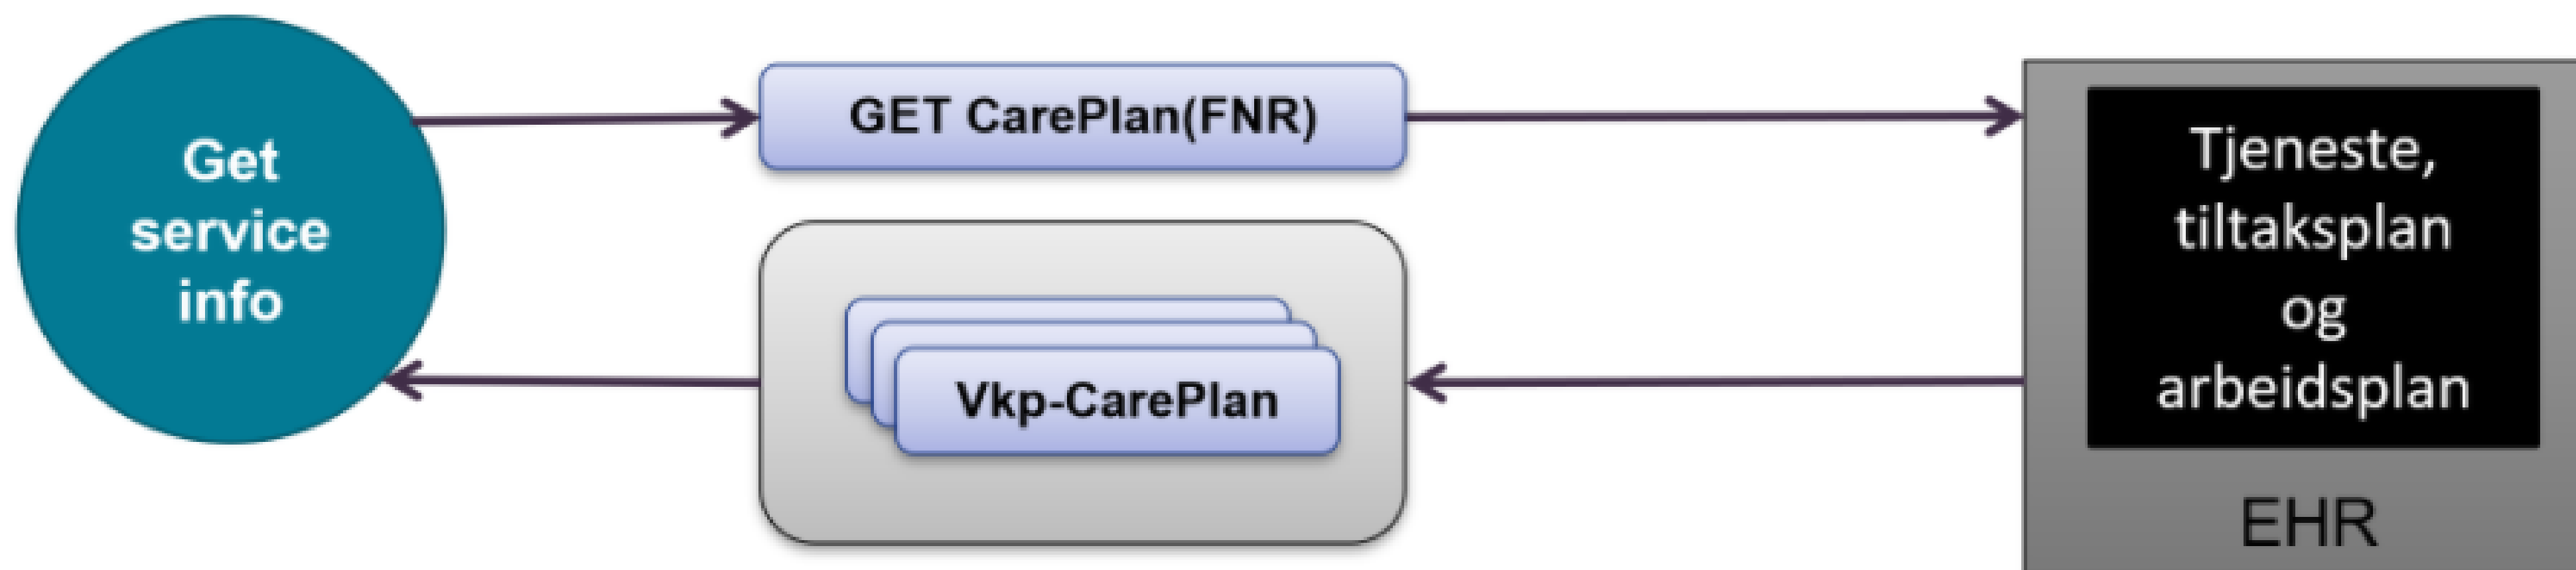 Get
service
info
GET CarePlan(FNR)
Vkp-CarePlan
Tjeneste,
tiltaksplan
og
arbeidsplan
EHR